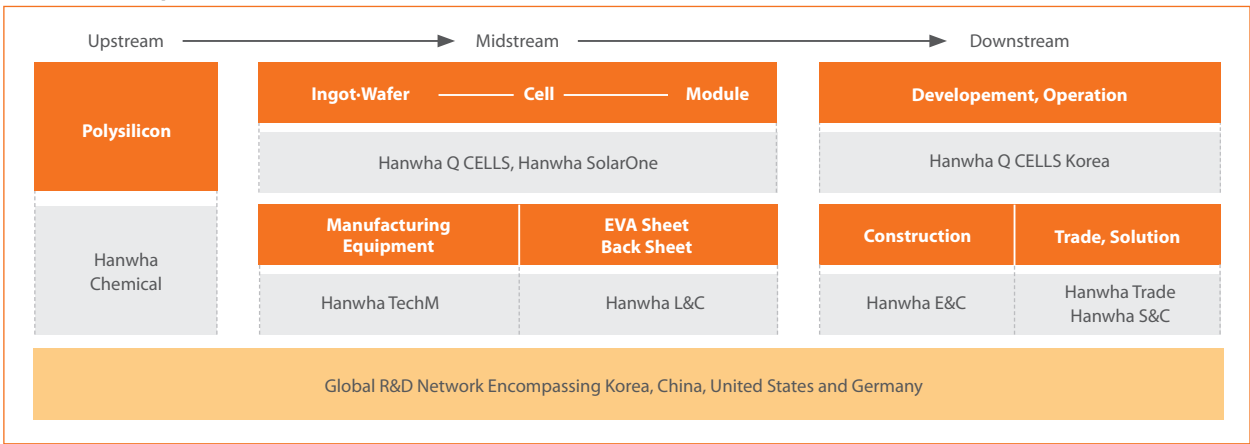 Upstream
Midstream
Downstream
Polysilicon
Hanwha
Chemical
Ingot·Wafer
Cell
Module
Hanwha Q CELLS, Hanwha SolarOne
Manufacturing
Equipment
EVA Sheet
Back Sheet
Hanwha TechM
Hanwha L&C
Developement, Operation
Hanwha Q CELLS Korea
Construction
Trade, Solution
Hanwha E&C
Hanwha Trade
Hanwha S&C
Global R&D Network Encompassing Korea, China, United States and Germany